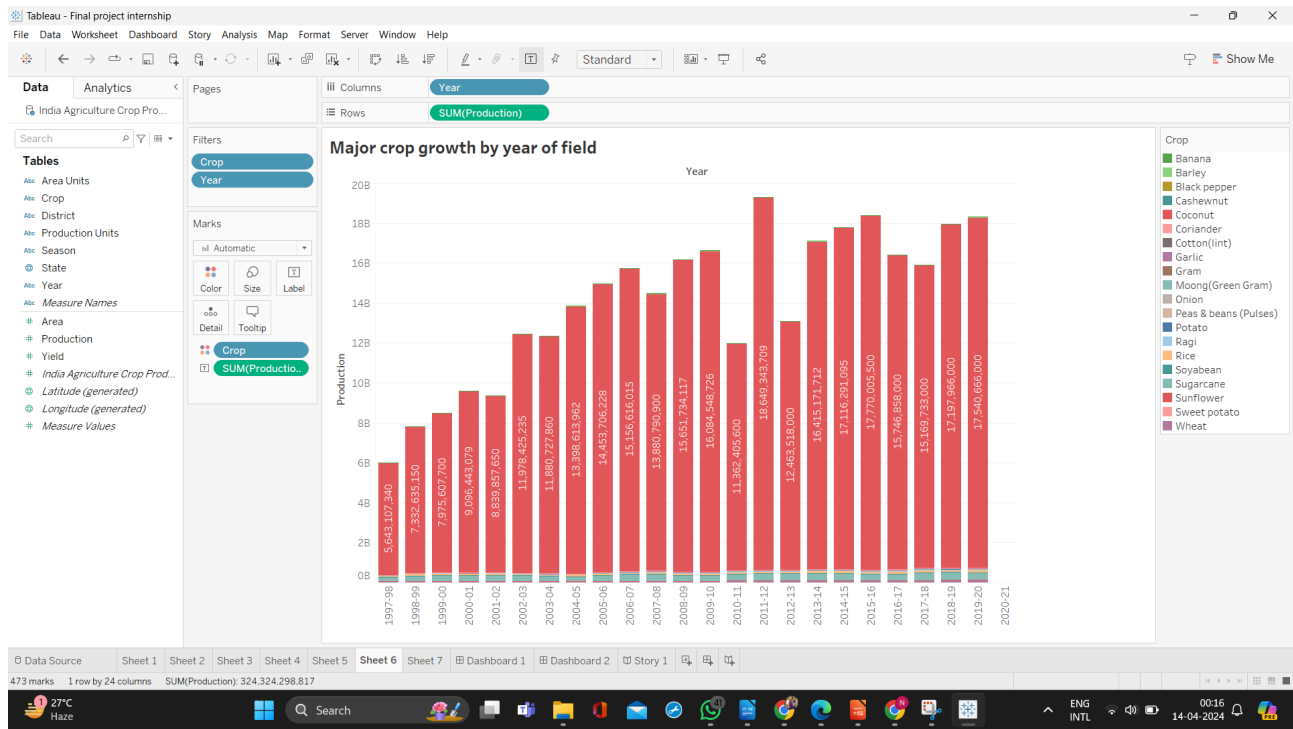 Tableau - Final project internship
File Data Worksheet Dashboard Story Analysis Map Format Server Window Help
Standard
Show Me
Data Analytics
India Agriculture Crop Pro...
Search
Tables
Abc Area Units
Abc Crop
Abc District
Abc Production Units
Abc Season
State
Abc Year
Abc Measure Names
# Area
# Production
# Yield
# India Agriculture Crop Prod...
Latitude (generated)
Longitude (generated)
# Measure Values
Pages
Filters
Crop
Year
Marks
Automatic
Color Size Label
Detail Tooltip
Crop
SUM(Productio..
Columns Year
Rows SUM(Production)
Major crop growth by year of field
Year
Production
20B
18B
16B
14B
12B
10B
8B
6B
4B
2B
0B
5,643,107,340
7,332,635,150
7,975,607,700
9,096,443,079
8,839,857,650
11,978,425,235
11,880,727,860
13,398,613,962
14,453,706,228
15,156,616,015
13,880,790,900
15,651,734,117
16,084,548,726
11,362,405,600
18,649,343,709
12,463,518,000
16,415,171,712
17,116,291,095
17,770,005,500
15,746,858,000
15,169,733,000
17,197,966,000
17,540,666,000
1997-98 1998-99 1999-00 2000-01 2001-02 2002-03 2003-04 2004-05 2005-06 2006-07 2007-08 2008-09 2009-10 2010-11 2011-12 2012-13 2013-14 2014-15 2015-16 2016-17 2017-18 2018-19 2019-20 2020-21
Crop
Banana
Barley
Black pepper
Cashewnut
Coconut
Coriander
Cotton(lint)
Garlic
Gram
Moong(Green Gram)
Onion
Peas & beans (Pulses)
Potato
Ragi
Rice
Soyabean
Sugarcane
Sunflower
Sweet potato
Wheat
Data Source Sheet 1 Sheet 2 Sheet 3 Sheet 4 Sheet 5 Sheet 6 Sheet 7 Dashboard 1 Dashboard 2 Story 1
473 marks 1 row by 24 columns SUM(Production): 324,324,298,817
1
27°C
Haze
Search
ENG
INTL
00:16
14-04-2024
PRE